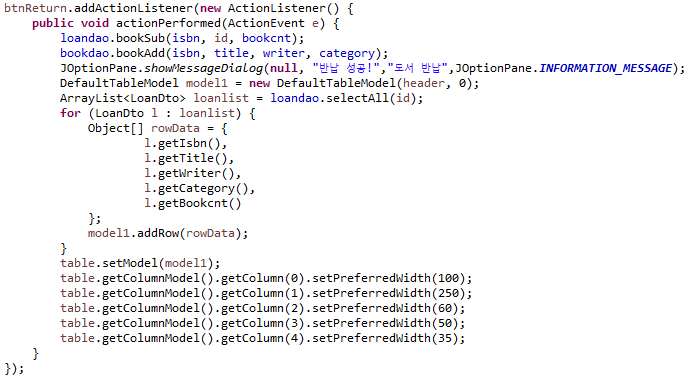 btnReturn.addActionListener(new ActionListener() {
    public void actionPerformed(ActionEvent e) {
        loandao.bookSub(isbn, id, bookcnt);
        bookdao.bookAdd(isbn, title, writer, category);
        JOptionPane.showMessageDialog(null, "반납 성공!","도서 반납",JOptionPane.INFORMATION_MESSAGE);
        DefaultTableModel model1 = new DefaultTableModel(header, 0);
        ArrayList<LoanDto> loanlist = loandao.selectAll(id);
        for (LoanDto l : loanlist) {
            Object[] rowData = {
                    l.getIsbn(),
                    l.getTitle(),
                    l.getWriter(),
                    l.getCategory(),
                    l.getBookcnt()
            };
            model1.addRow(rowData);
        }
        table.setModel(model1);
        table.getColumnModel().getColumn(0).setPreferredWidth(100);
        table.getColumnModel().getColumn(1).setPreferredWidth(250);
        table.getColumnModel().getColumn(2).setPreferredWidth(60);
        table.getColumnModel().getColumn(3).setPreferredWidth(50);
        table.getColumnModel().getColumn(4).setPreferredWidth(35);
    }
});